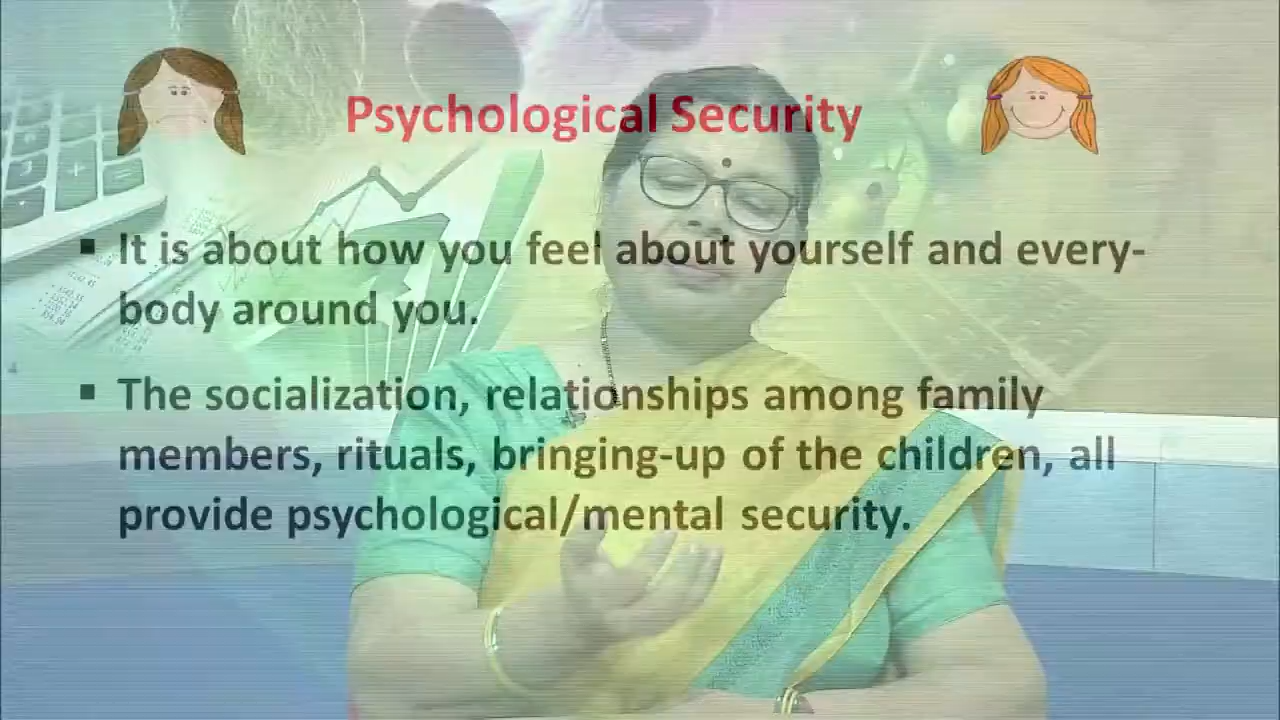 Psychological Security
▪ It is about how you feel about yourself and every-
body around you.
▪ The socialization, relationships among family
members, rituals, bringing-up of the children, all
provide psychological/mental security.